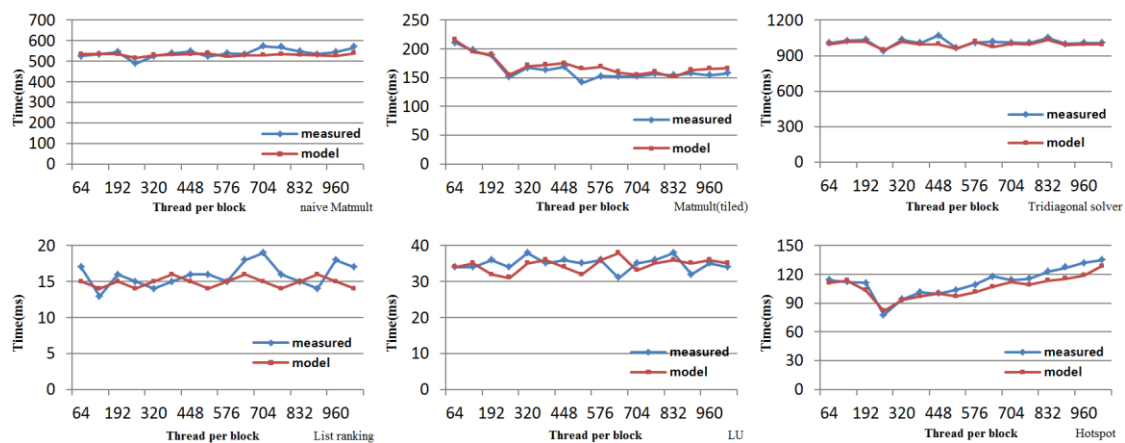 700
600
500
400
300
200
100
0
Time(ms)
measured
model
64 192 320 448 576 704 832 960
Thread per block
naive Matmult
250
200
150
100
50
0
Time(ms)
measured
model
64 192 320 448 576 704 832 960
Thread per block
Matmult(tiled)
1200
900
600
300
0
Time(ms)
measured
model
64 192 320 448 576 704 832 960
Thread per block
Tridiagonal solver
20
15
10
5
0
Time(ms)
measured
model
64 192 320 448 576 704 832 960
Thread per block
List ranking
40
30
20
10
0
Time(ms)
measured
model
64 192 320 448 576 704 832 960
Thread per block
LU
150
120
90
60
30
0
Time(ms)
measured
model
64 192 320 448 576 704 832 960
Thread per block
Hotspot